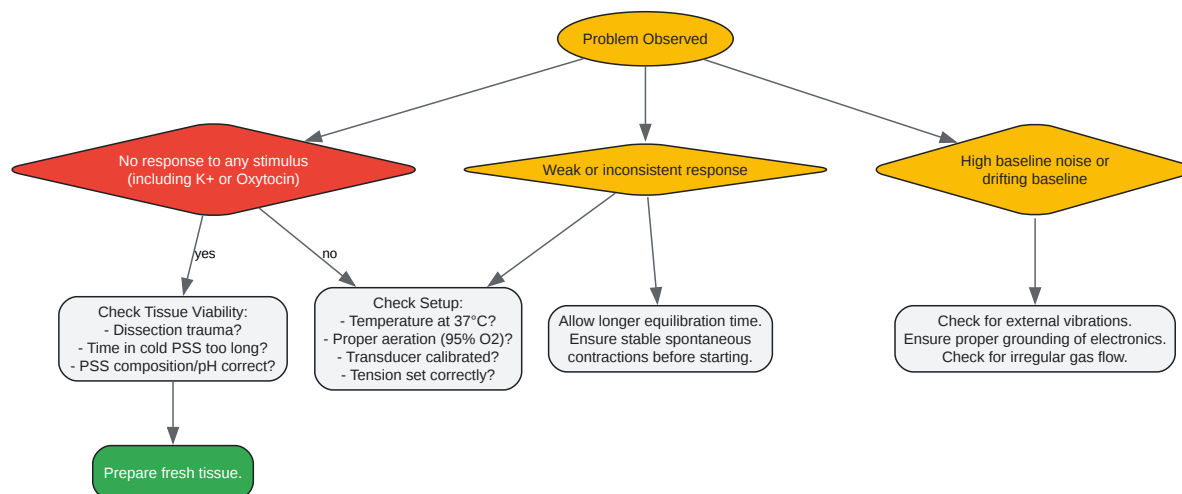 Problem Observed
No response to any stimulus
(including K+ or Oxytocin)
Weak or inconsistent response
High baseline noise or
drifting baseline
yes
no
Check Tissue Viability:
- Dissection trauma?
- Time in cold PSS too long?
- PSS composition/pH correct?
Check Setup:
- Temperature at 37°C?
- Proper aeration (95% O2)?
- Transducer calibrated?
- Tension set correctly?
Allow longer equilibration time.
Ensure stable spontaneous
contractions before starting.
Check for external vibrations.
Ensure proper grounding of electronics.
Check for irregular gas flow.
Prepare fresh tissue.